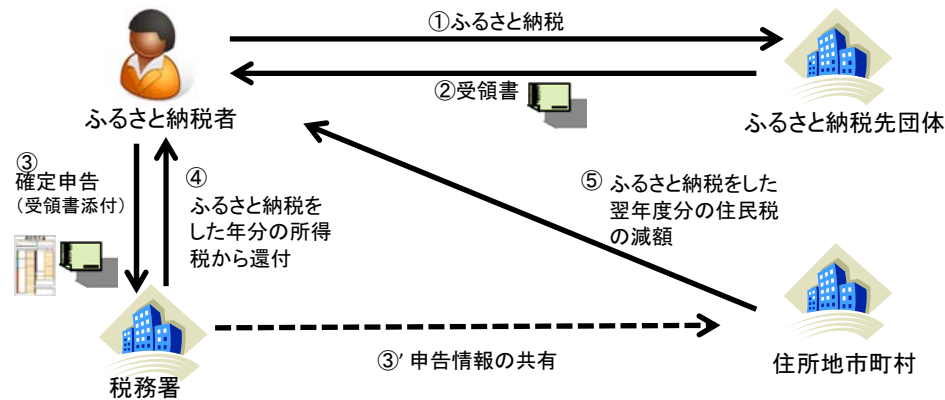 ①ふるさと納税
②受領書
ふるさと納税者
ふるさと納税先団体
③
確定申告
（受領書添付）
④
ふるさと納税を
した年分の所得
税から還付
⑤ ふるさと納税をした
翌年度分の住民税
の減額
③’ 申告情報の共有
税務署
住所地市町村